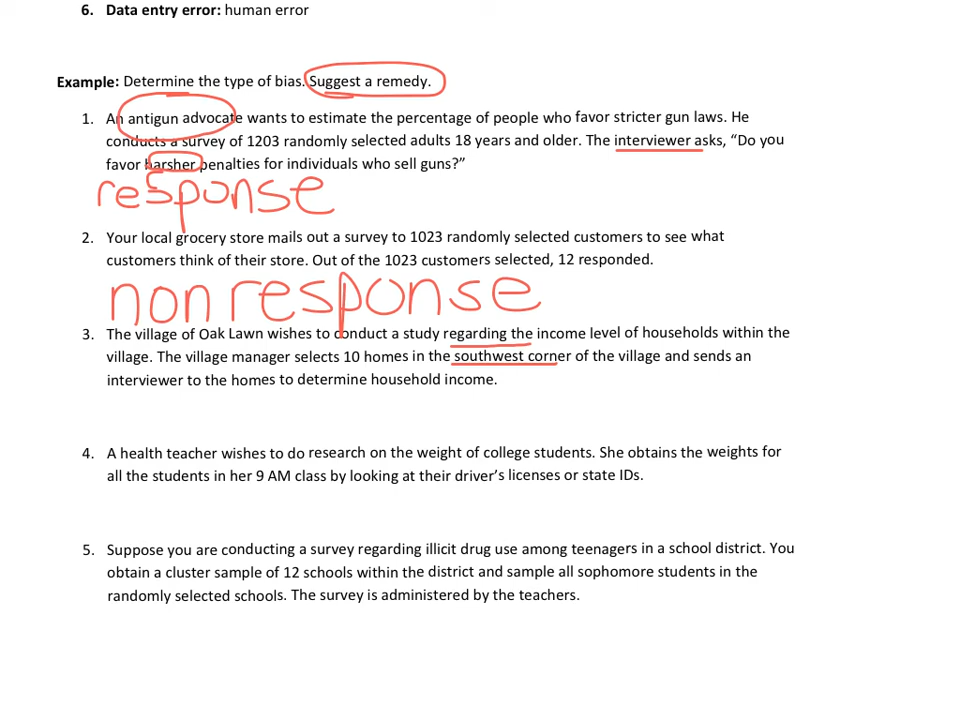 6. Data entry error: human error
Example: Determine the type of bias. Suggest a remedy.
1. An antigun advocate wants to estimate the percentage of people who favor stricter gun laws. He
conducts a survey of 1203 randomly selected adults 18 years and older. The interviewer asks, “Do you
favor harsher penalties for individuals who sell guns?”
response
2. Your local grocery store mails out a survey to 1023 randomly selected customers to see what
customers think of their store. Out of the 1023 customers selected, 12 responded.
nonresponse
3. The village of Oak Lawn wishes to conduct a study regarding the income level of households within the
village. The village manager selects 10 homes in the southwest corner of the village and sends an
interviewer to the homes to determine household income.
4. A health teacher wishes to do research on the weight of college students. She obtains the weights for
all the students in her 9 AM class by looking at their driver’s licenses or state IDs.
5. Suppose you are conducting a survey regarding illicit drug use among teenagers in a school district. You
obtain a cluster sample of 12 schools within the district and sample all sophomore students in the
randomly selected schools. The survey is administered by the teachers.